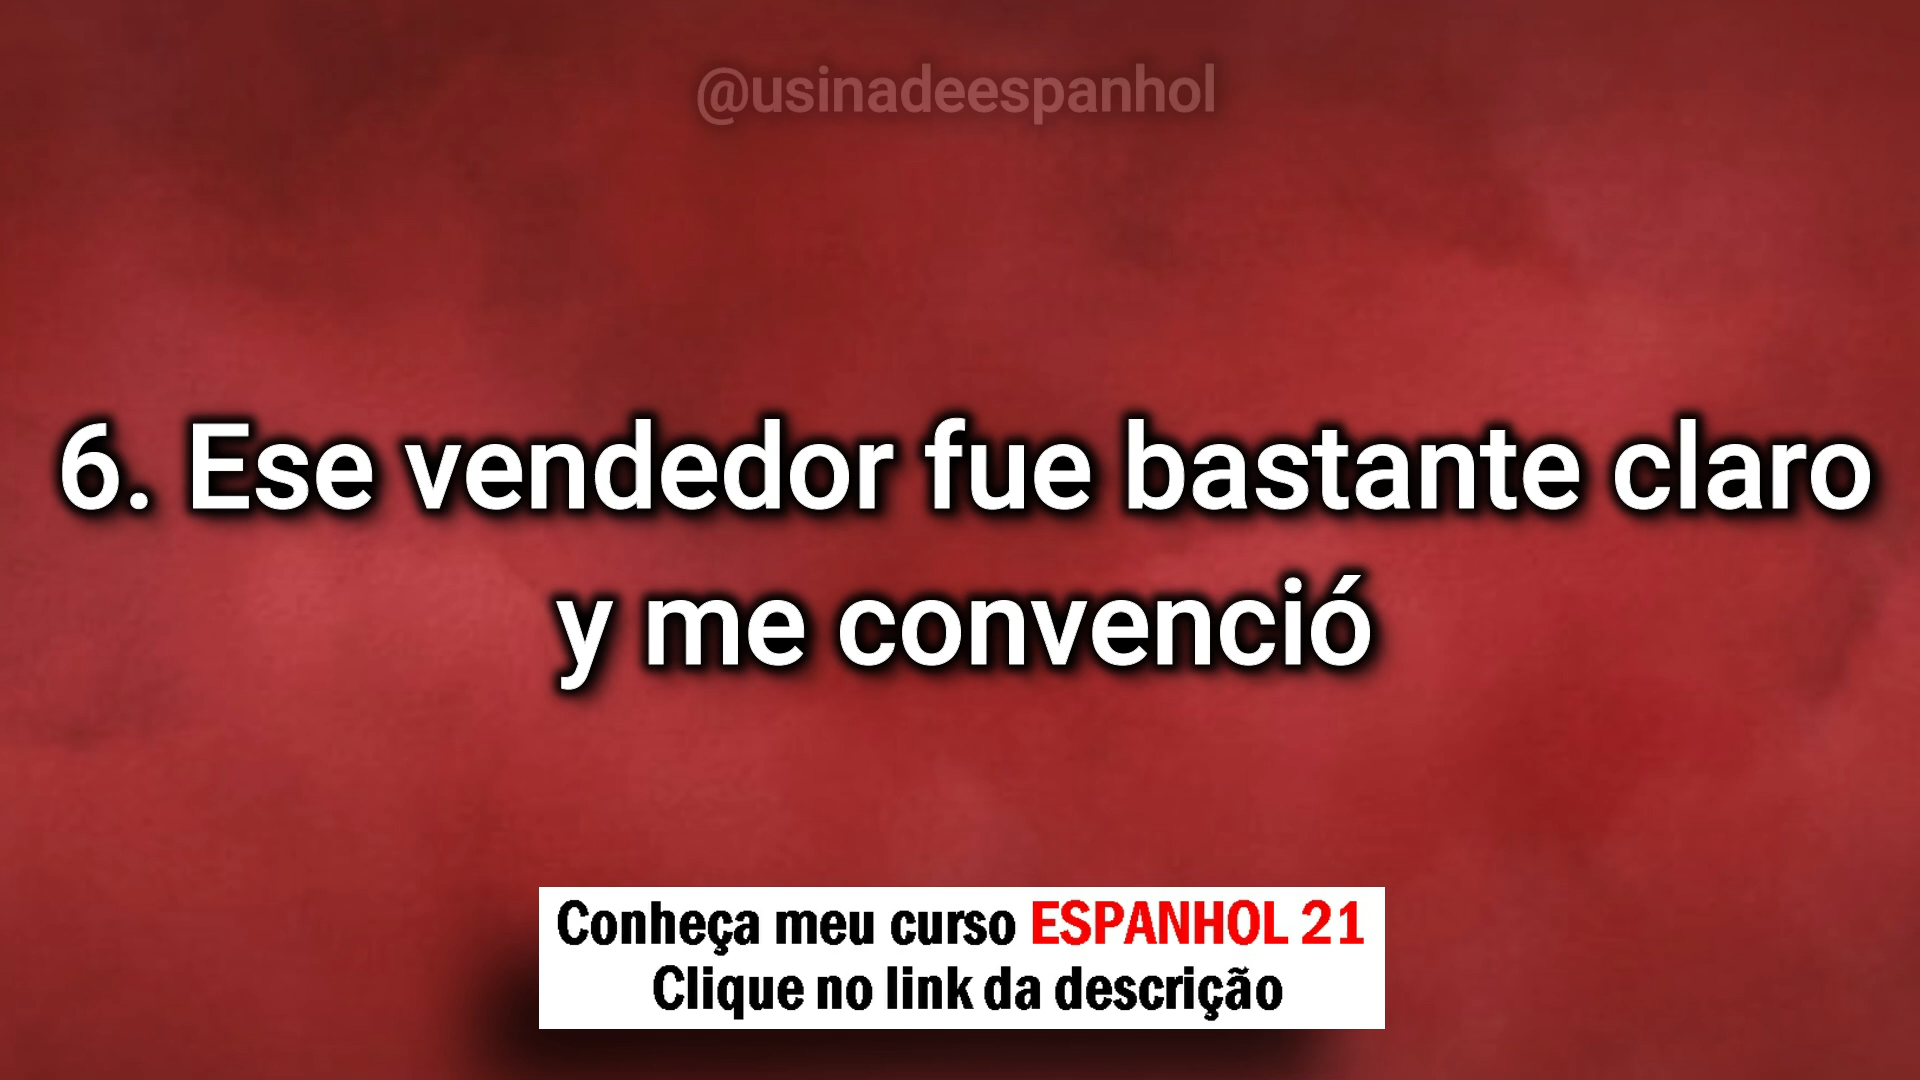 @usinadeespanhol
6. Ese vendedor fue bastante claro
y me convenció
Conheça meu curso ESPANHOL 21
Clique no link da descrição